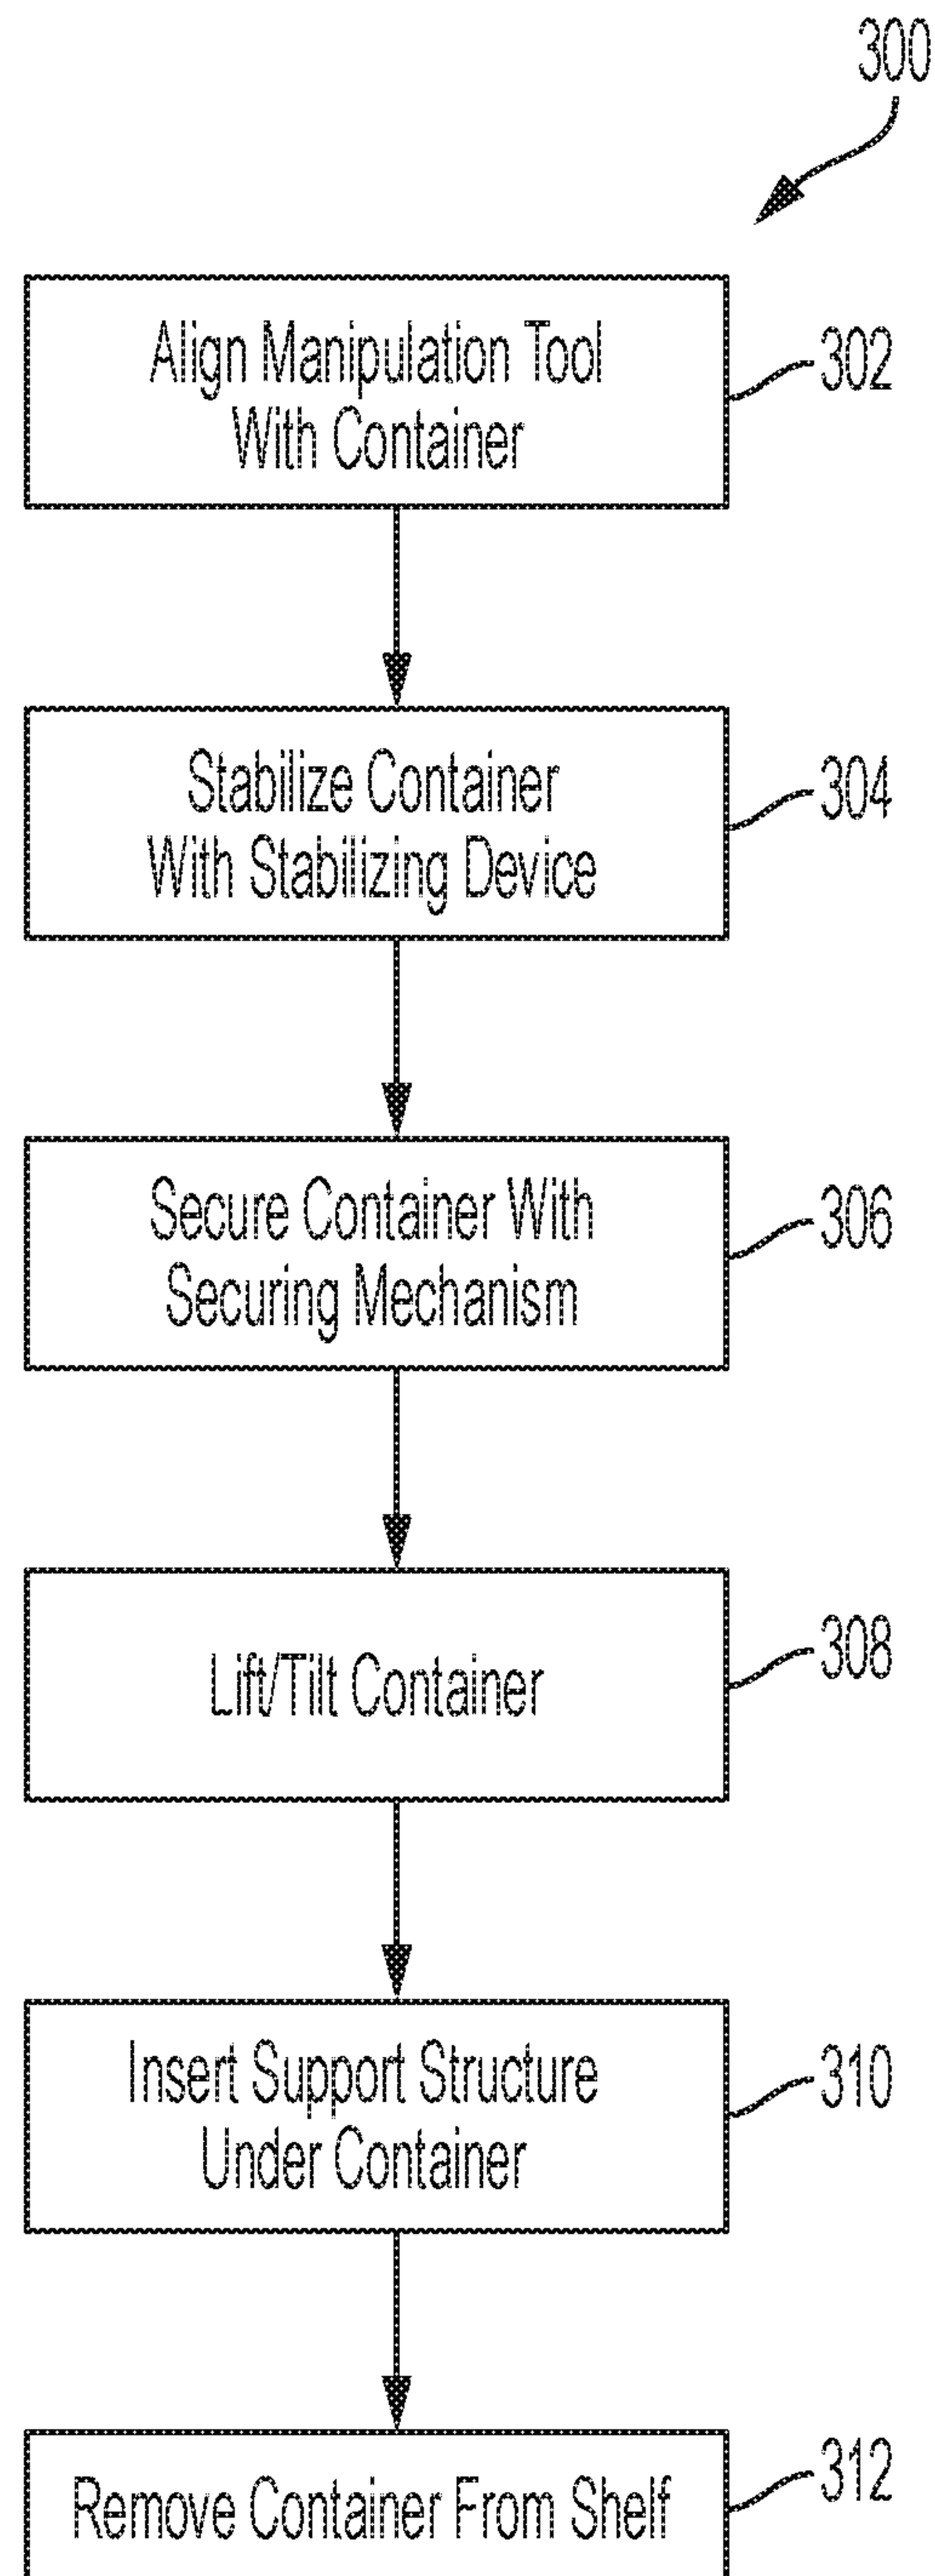 300
Align Manipulation Tool
With Container
302
Stabilize Container
With Stabilizing Device
304
Secure Container With
Securing Mechanism
306
Lift/Tilt Container
308
Insert Support Structure
Under Container
310
Remove Container From Shelf
312